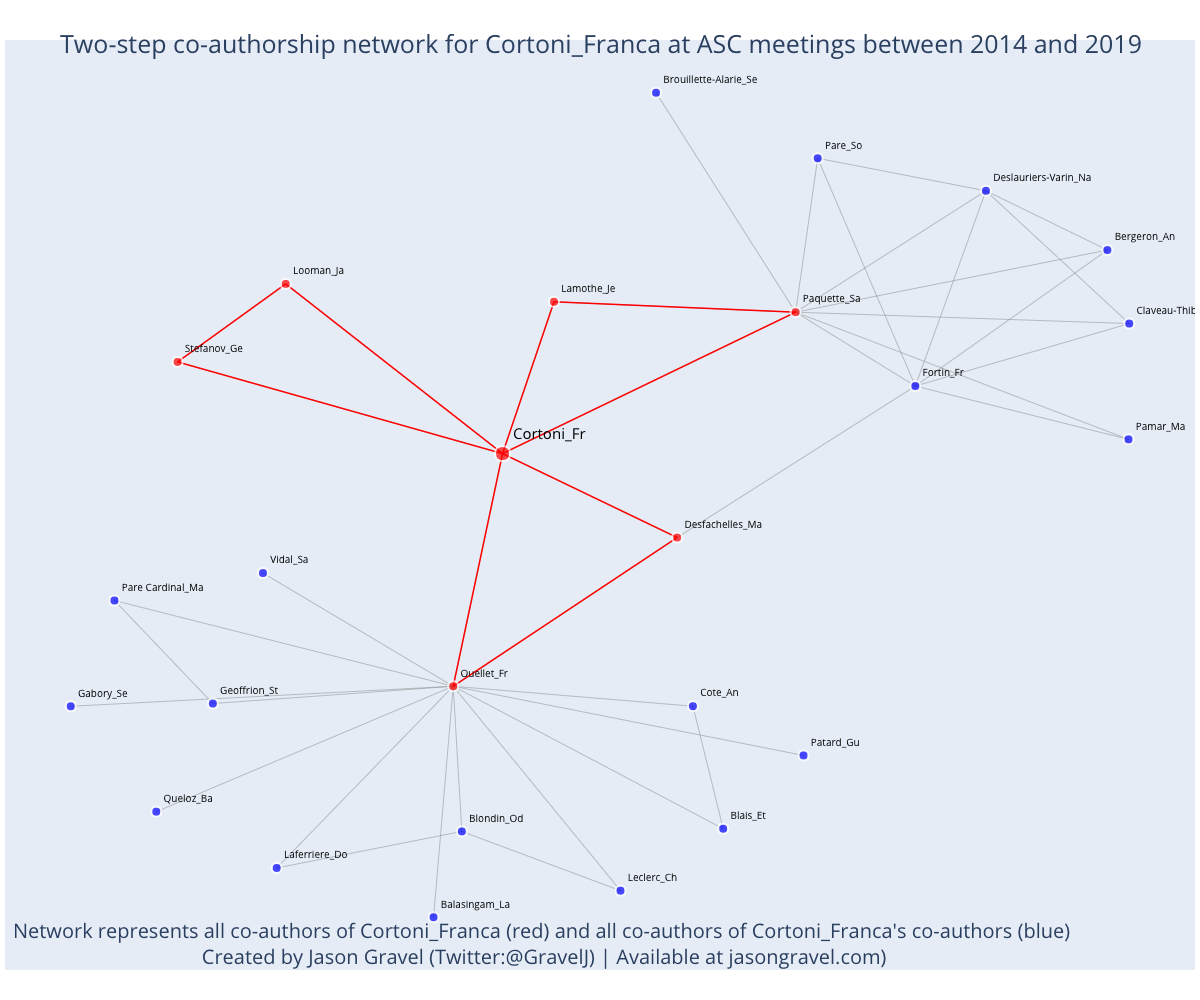 Two-step co-authorship network for Cortoni_Franca at ASC meetings between 2014 and 2019
Brouillette-Alarie_Se
Pare_So
Deslauriers-Varin_Na
Bergeron_An
Looman_Ja
Lamothe_Je
Paquette_Sa
Claveau-Thib
Stefanov_Ge
Fortin_Fr
Cortoni_Fr
Pamar_Ma
Desfachelles_Ma
Vidal_Sa
Pare Cardinal_Ma
Ouellet_Fr
Gabory_Se
Geoffrion_St
Cote_An
Patard_Gu
Queloz_Ba
Blondin_Od
Blais_Et
Laferriere_Do
Leclerc_Ch
Balasingam_La
Network represents all co-authors of Cortoni_Franca (red) and all co-authors of Cortoni_Franca's co-authors (blue)
Created by Jason Gravel (Twitter:@GravelJ) | Available at jasongravel.com)